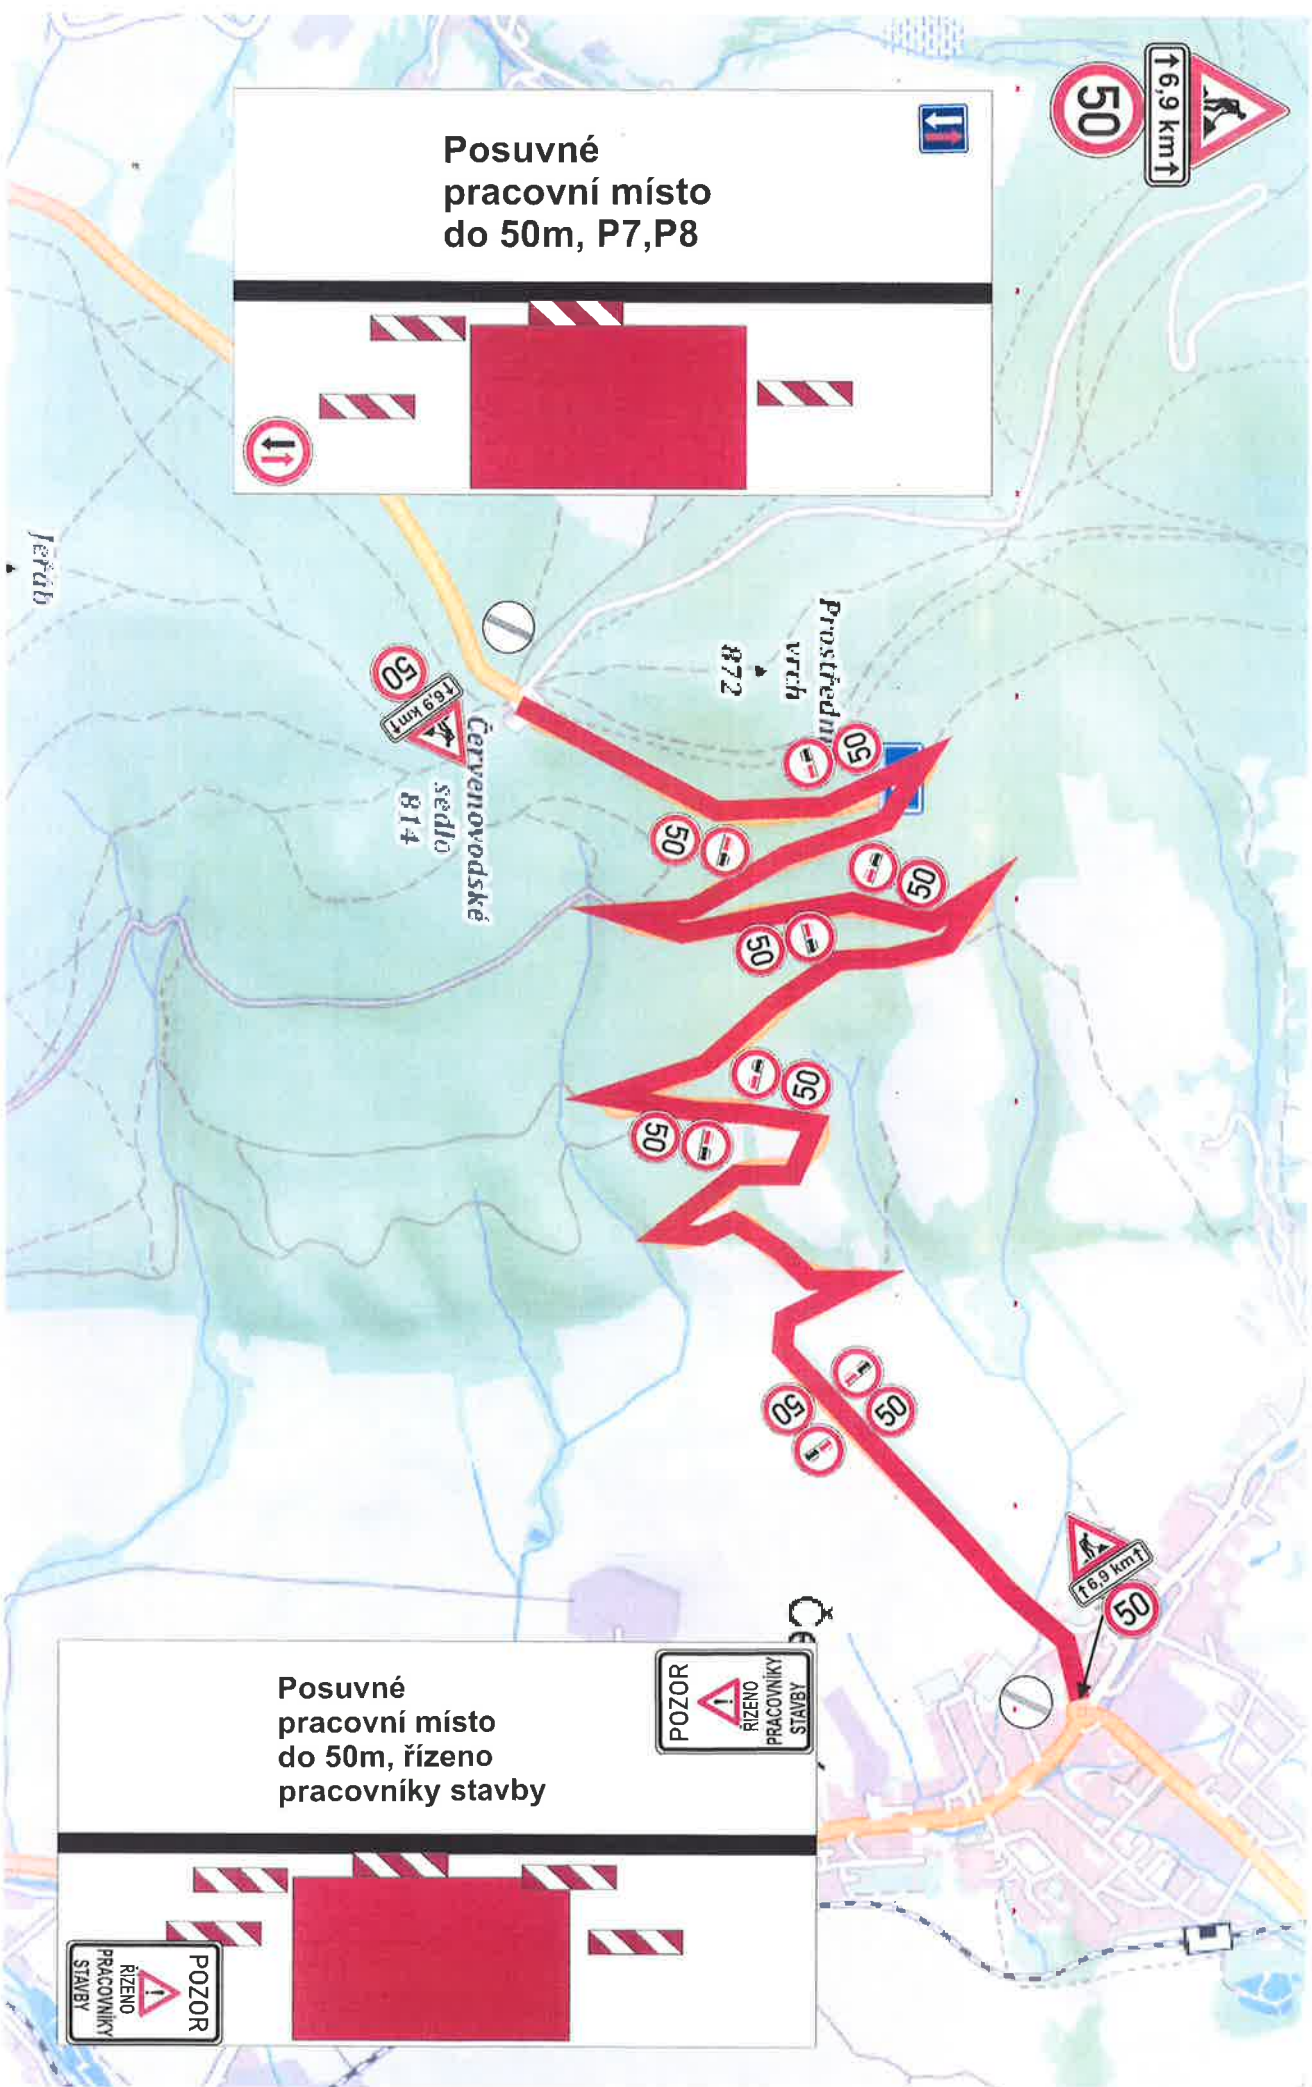 ↑6,9 km↑
50
Posuvné
pracovní místo
do 50m, P7,P8
Jeřáb
Prostřední
vrch
872
50
↑6,9 km↑
Červenovodské
sedlo
814
50
50
50
50
50
50
50
50
↑6,9 km↑
50
Če
Posuvné
pracovní místo
do 50m, řízeno
pracovníky stavby
POZOR
!
ŘÍZENO
PRACOVNÍKY
STAVBY
POZOR
!
ŘÍZENO
PRACOVNÍKY
STAVBY